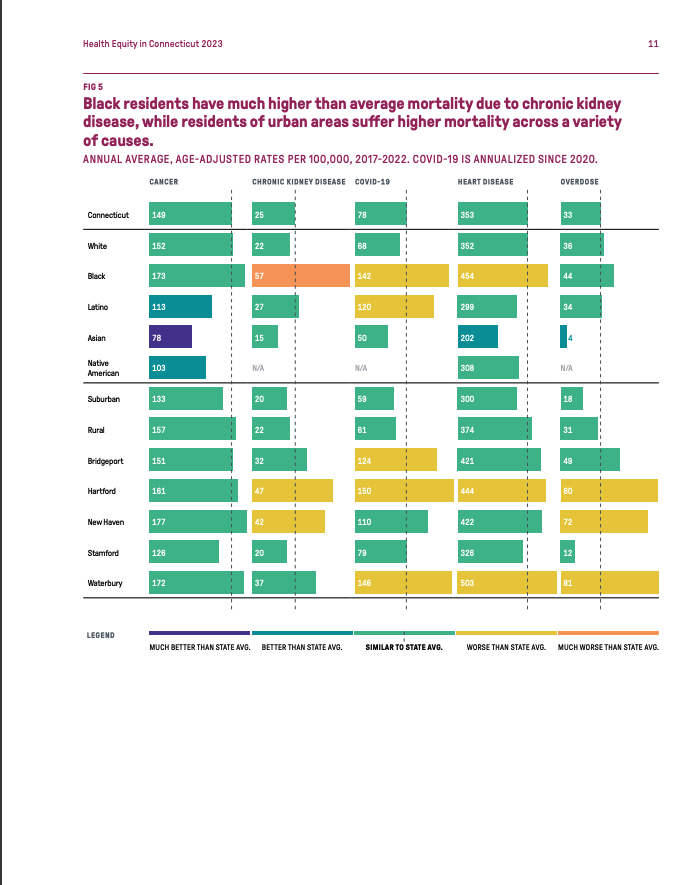 Health Equity in Connecticut 2023 11
FIG 5
Black residents have much higher than average mortality due to chronic kidney
disease, while residents of urban areas suffer higher mortality across a variety
of causes.
ANNUAL AVERAGE, AGE-ADJUSTED RATES PER 100,000, 2017-2022. COVID-19 IS ANNUALIZED SINCE 2020.
CANCER CHRONIC KIDNEY DISEASE COVID-19 HEART DISEASE OVERDOSE
Connecticut 149 25 78 353 33
White 152 22 68 352 36
Black 173 57 142 454 44
Latino 113 27 120 299 34
Asian 78 15 50 202 4
Native
American 103 N/A N/A 308 N/A
Suburban 133 20 59 300 18
Rural 157 22 61 374 31
Bridgeport 151 32 124 421 49
Hartford 161 47 150 444 80
New Haven 177 42 110 422 72
Stamford 126 20 79 326 12
Waterbury 172 37 146 503 81
LEGEND
MUCH BETTER THAN STATE AVG. BETTER THAN STATE AVG. SIMILAR TO STATE AVG. WORSE THAN STATE AVG. MUCH WORSE THAN STATE AVG.